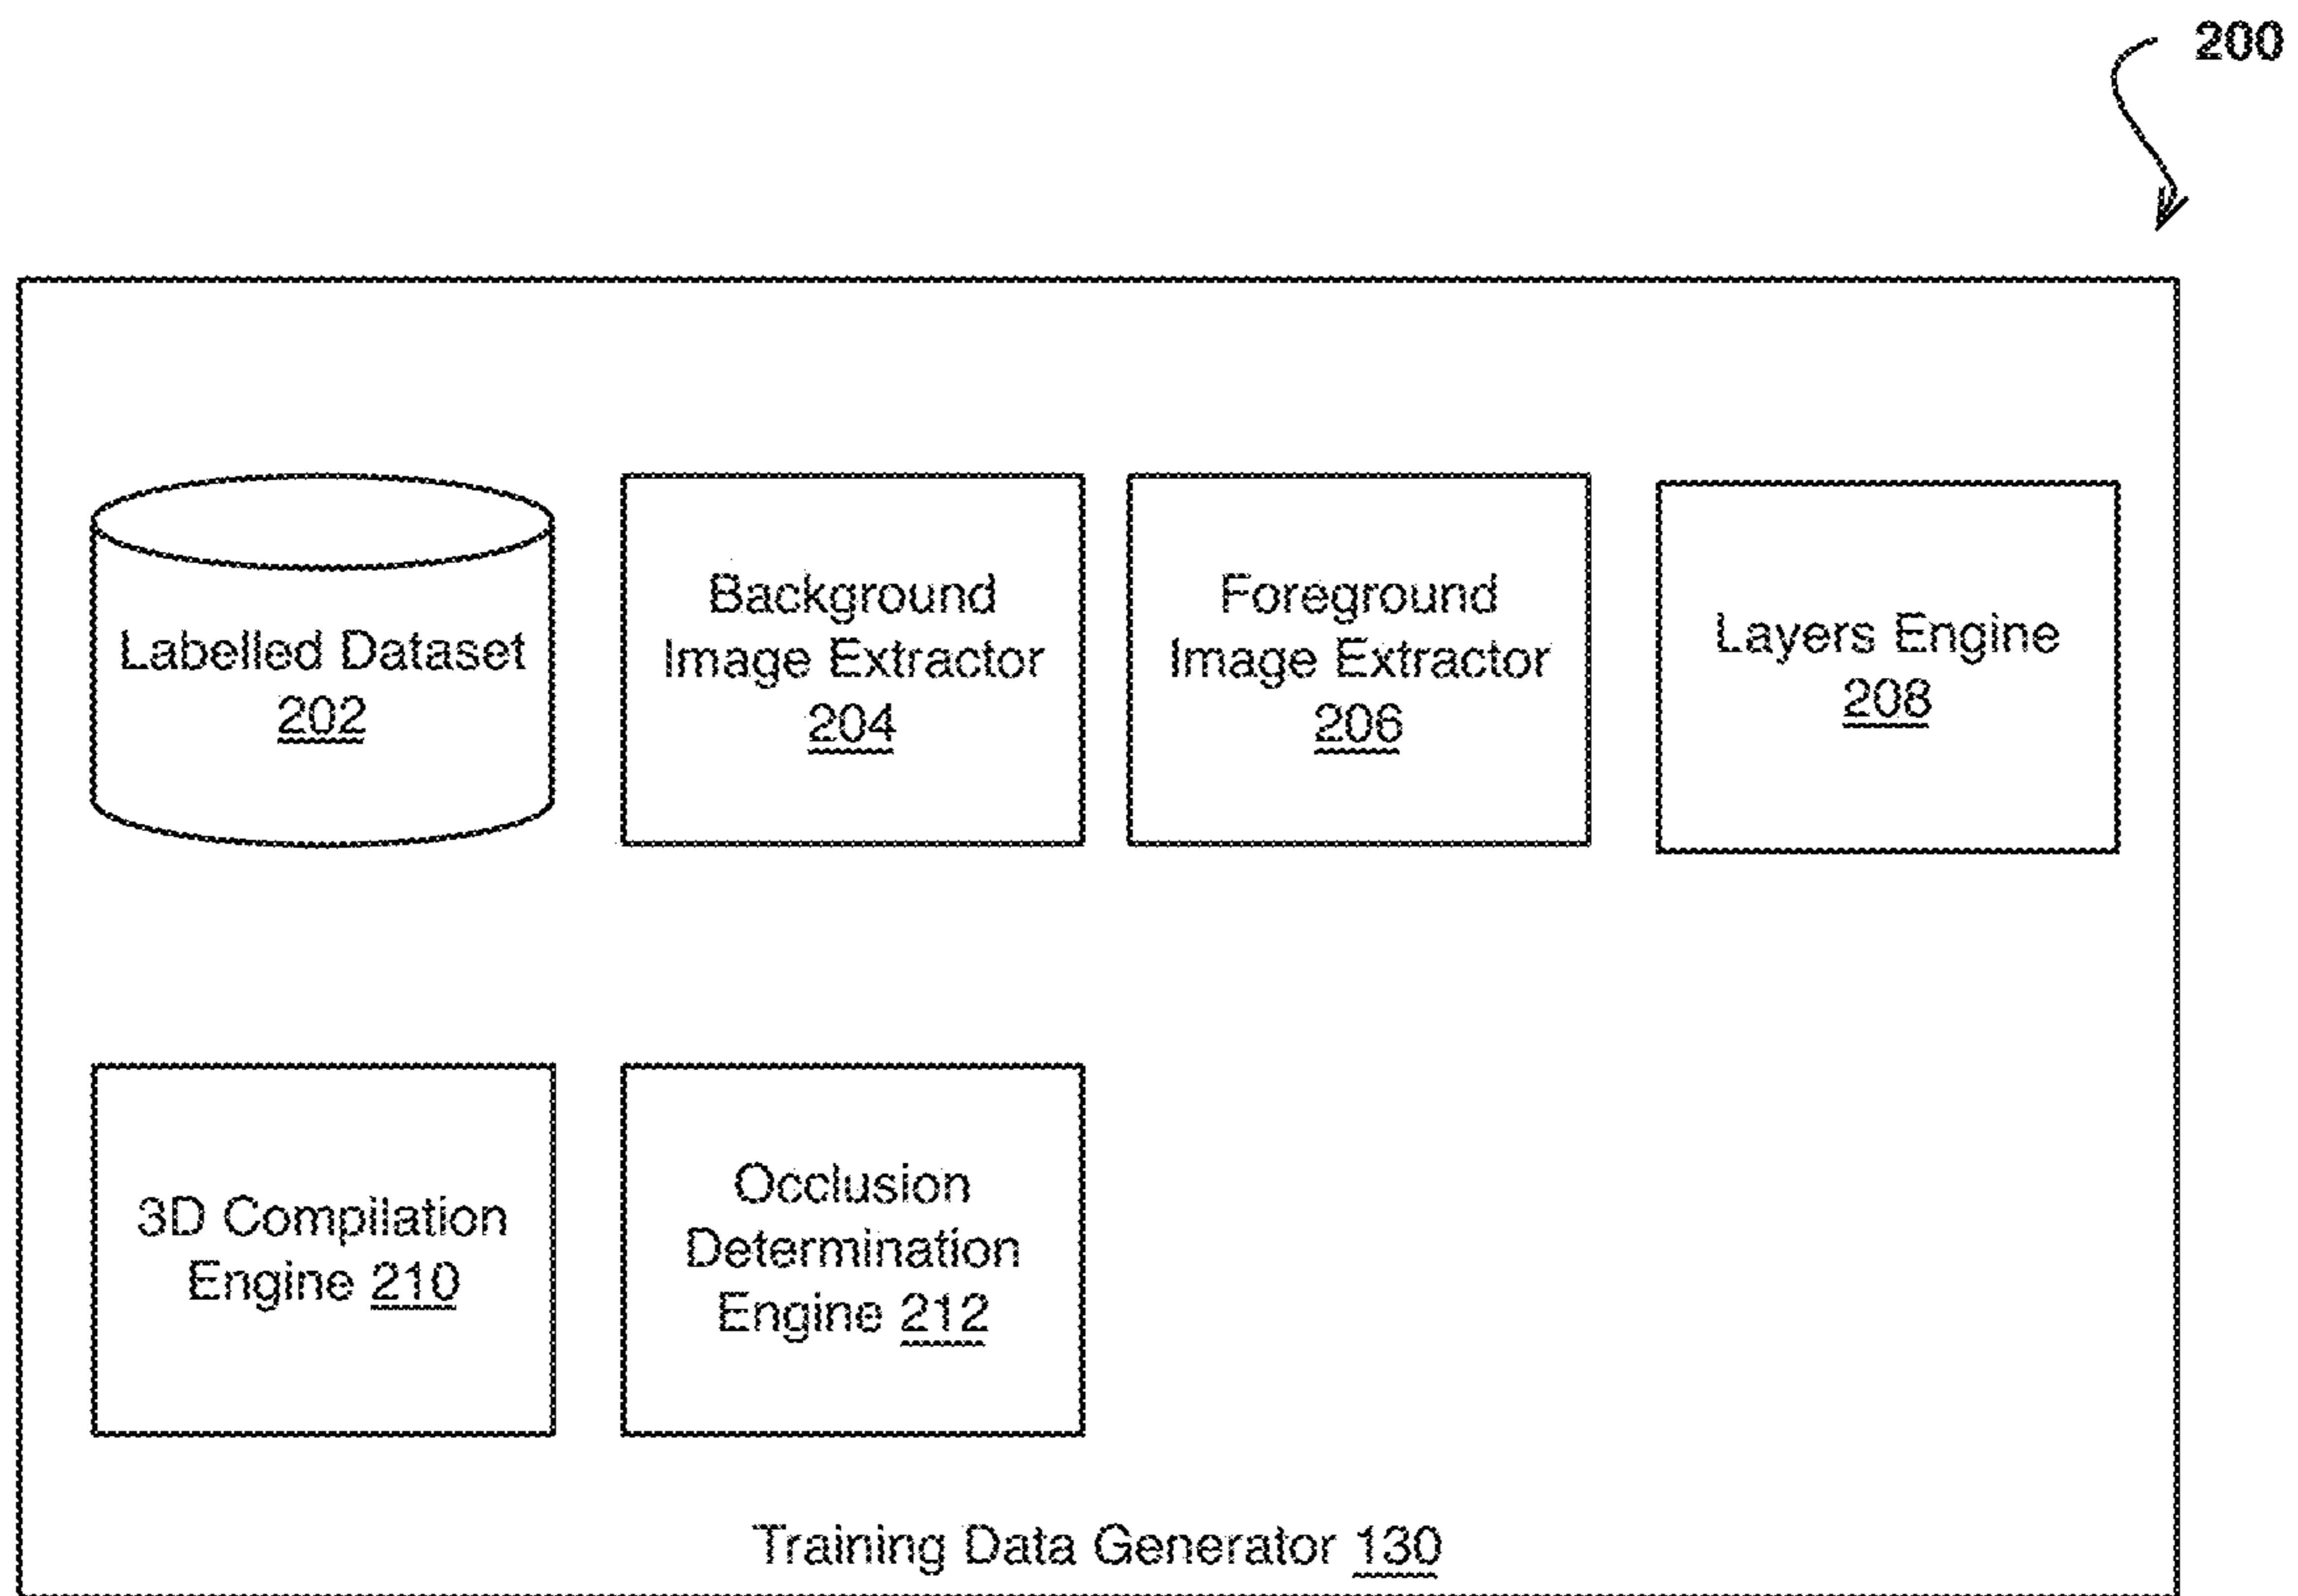 200
Labelled Dataset
202
Background
Image Extractor
204
Foreground
Image Extractor
206
Layers Engine
208
3D Compilation
Engine 210
Occlusion
Determination
Engine 212
Training Data Generator 130